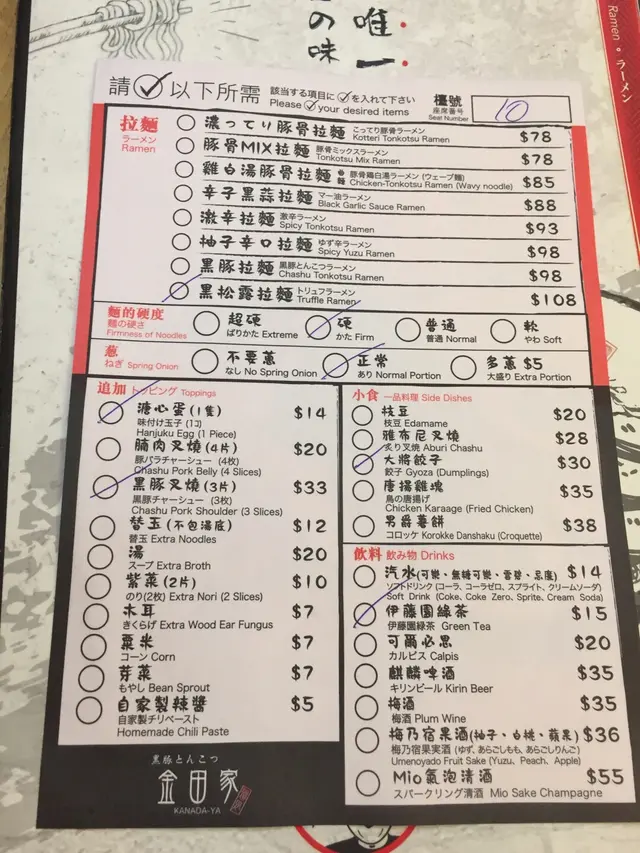 唯一
の味
Ramen 。ラーメン
請✓以下所需
該当する項目に✓を入れて下さい
Please ✓ your desired items
檯號
座席番号
Seat Number
10
拉麵
ラーメン
Ramen
濃ってり豚骨拉麵 こってり豚骨ラーメン
Kotteri Tonkotsu Ramen $78
豚骨MIX拉麵 豚骨ミックスラーメン
Tonkotsu Mix Ramen $78
雞白湯豚骨拉麵 豚骨鶏白湯ラーメン (ウェーブ麺)
Chicken-Tonkotsu Ramen (Wavy noodle) $85
辛子黒蒜拉麵 マー油ラーメン
Black Garlic Sauce Ramen $88
激辛拉麵 激辛ラーメン
Spicy Tonkotsu Ramen $93
柚子辛口拉麵 ゆず辛ラーメン
Spicy Yuzu Ramen $98
黒豚拉麵 黒豚とんこつラーメン
Chashu Tonkotsu Ramen $98
黒松露拉麵 トリュフラーメン
Truffle Ramen $108
麵的硬度
麺の硬さ
Firmness of Noodles
超硬
ばりかた Extreme
硬
かた Firm
普通
普通 Normal
軟
やわ Soft
葱
ねぎ Spring Onion
不要蔥
なし No Spring Onion
正常
あり Normal Portion
多蔥 $5
大盛り Extra Portion
追加 トッピング Toppings
溏心蛋(1隻) $14
味付け玉子 (1コ)
Hanjuku Egg (1 Piece)
腩肉叉燒(4片) $20
豚バラチャーシュー (4枚)
Chashu Pork Belly (4 Slices)
黒豚叉燒(3片) $33
黒豚チャーシュー (3枚)
Chashu Pork Shoulder (3 Slices)
替玉(不包湯底) $12
替玉 Extra Noodles
湯 $20
スープ Extra Broth
紫菜(2片) $10
のり(2枚) Extra Nori (2 Slices)
木耳 $7
きくらげ Extra Wood Ear Fungus
粟米 $7
コーン Corn
芽菜 $7
もやし Bean Sprout
自家製辣醬 $5
自家製チリペースト
Homemade Chili Paste
小食 一品料理 Side Dishes
枝豆 $20
枝豆 Edamame
雅布尼叉燒 $28
炙り叉焼 Aburi Chashu
大將餃子 $30
餃子 Gyoza (Dumplings)
唐揚雞塊 $35
鳥の唐揚げ
Chicken Karaage (Fried Chicken)
男爵薯餅 $38
コロッケ Korokke Danshaku (Croquette)
飲料 飲み物 Drinks
汽水(可樂、無糖可樂、雪碧、忌廉) $14
ソフトドリンク (コーラ、コーラゼロ、スプライト、クリームソーダ)
Soft Drink (Coke, Coke Zero, Sprite, Cream Soda)
伊藤園綠茶 $15
伊藤園緑茶 Green Tea
可爾必思 $20
カルピス Calpis
麒麟啤酒 $35
キリンビール Kirin Beer
梅酒 $35
梅酒 Plum Wine
梅乃宿果酒(柚子、白桃、蘋果) $36
梅乃宿果実酒 (ゆず、あらごしもも、あらごしりんご)
Umenoyado Fruit Sake (Yuzu, Peach, Apple)
Mio氣泡清酒 $55
スパークリング清酒 Mio Sake Champagne
黒豚とんこつ
金田家
KANADA-YA